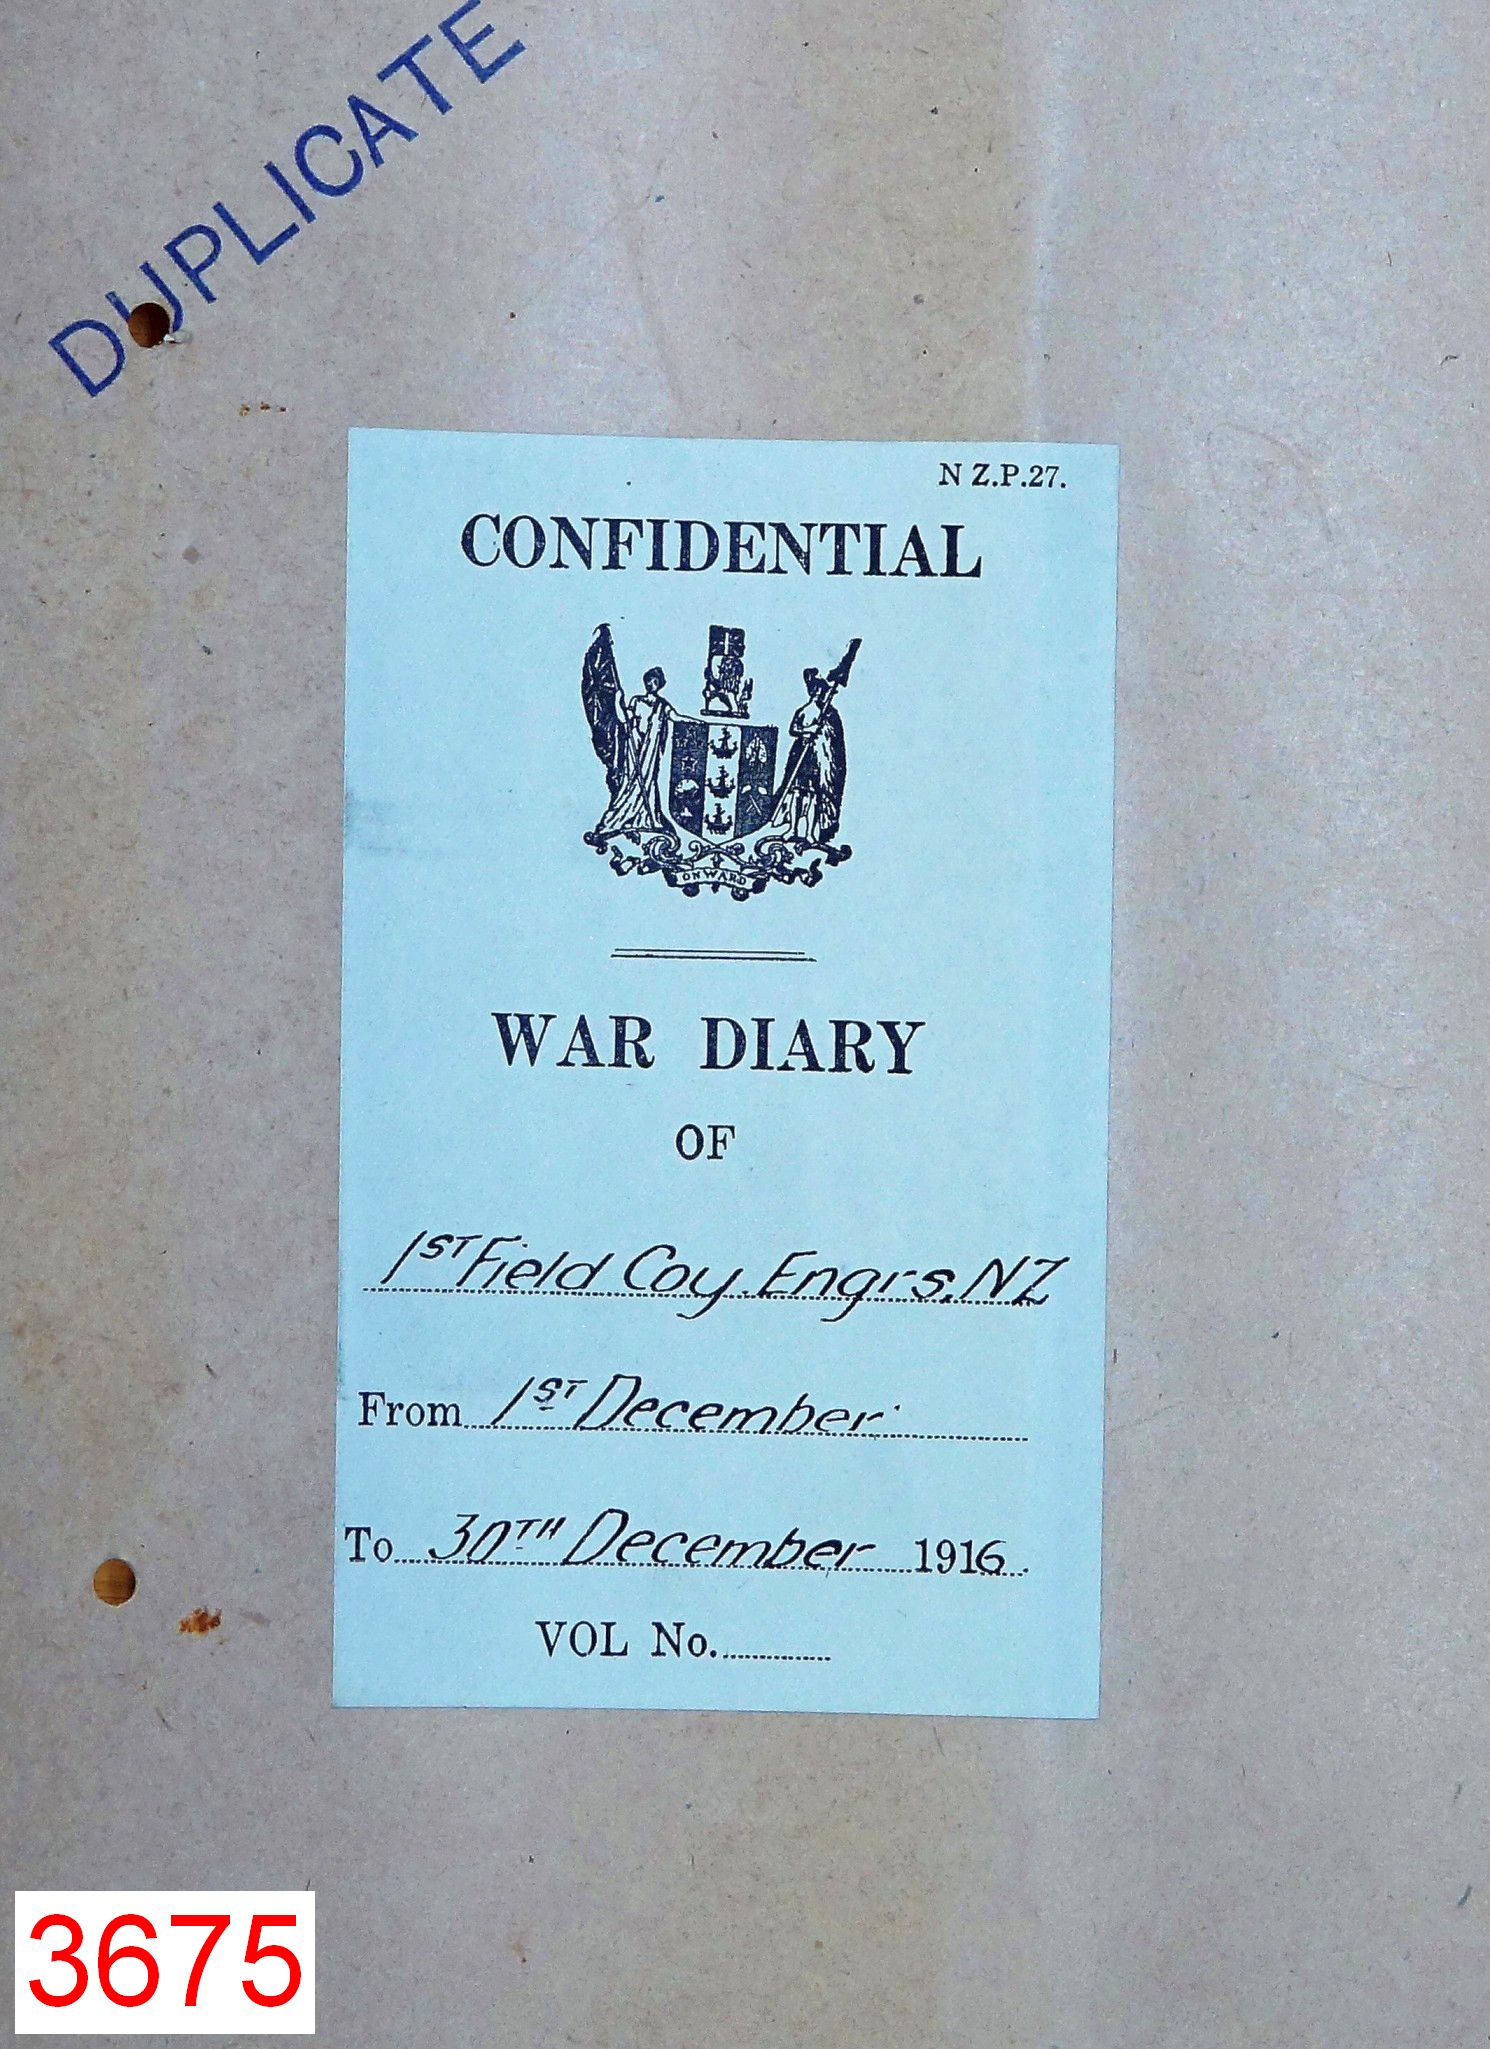 DUPLICATE
N Z.P.27.
CONFIDENTIAL
ONWARD
WAR DIARY
OF
1ST Field Coy. Engrs. NZ
From 1ST December
To 30TH December 1916.
VOL No.
3675